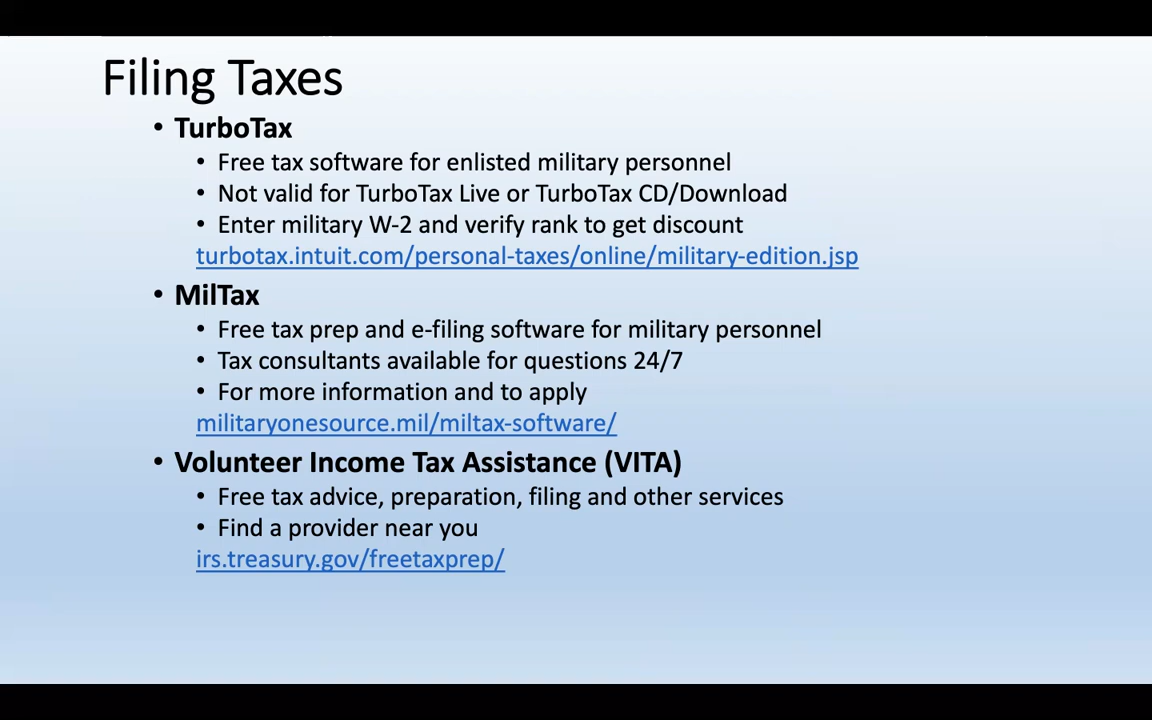 Filing Taxes
• TurboTax
• Free tax software for enlisted military personnel
• Not valid for TurboTax Live or TurboTax CD/Download
• Enter military W-2 and verify rank to get discount
turbotax.intuit.com/personal-taxes/online/military-edition.jsp
• MilTax
• Free tax prep and e-filing software for military personnel
• Tax consultants available for questions 24/7
• For more information and to apply
militaryonesource.mil/miltax-software/
• Volunteer Income Tax Assistance (VITA)
• Free tax advice, preparation, filing and other services
• Find a provider near you
irs.treasury.gov/freetaxprep/